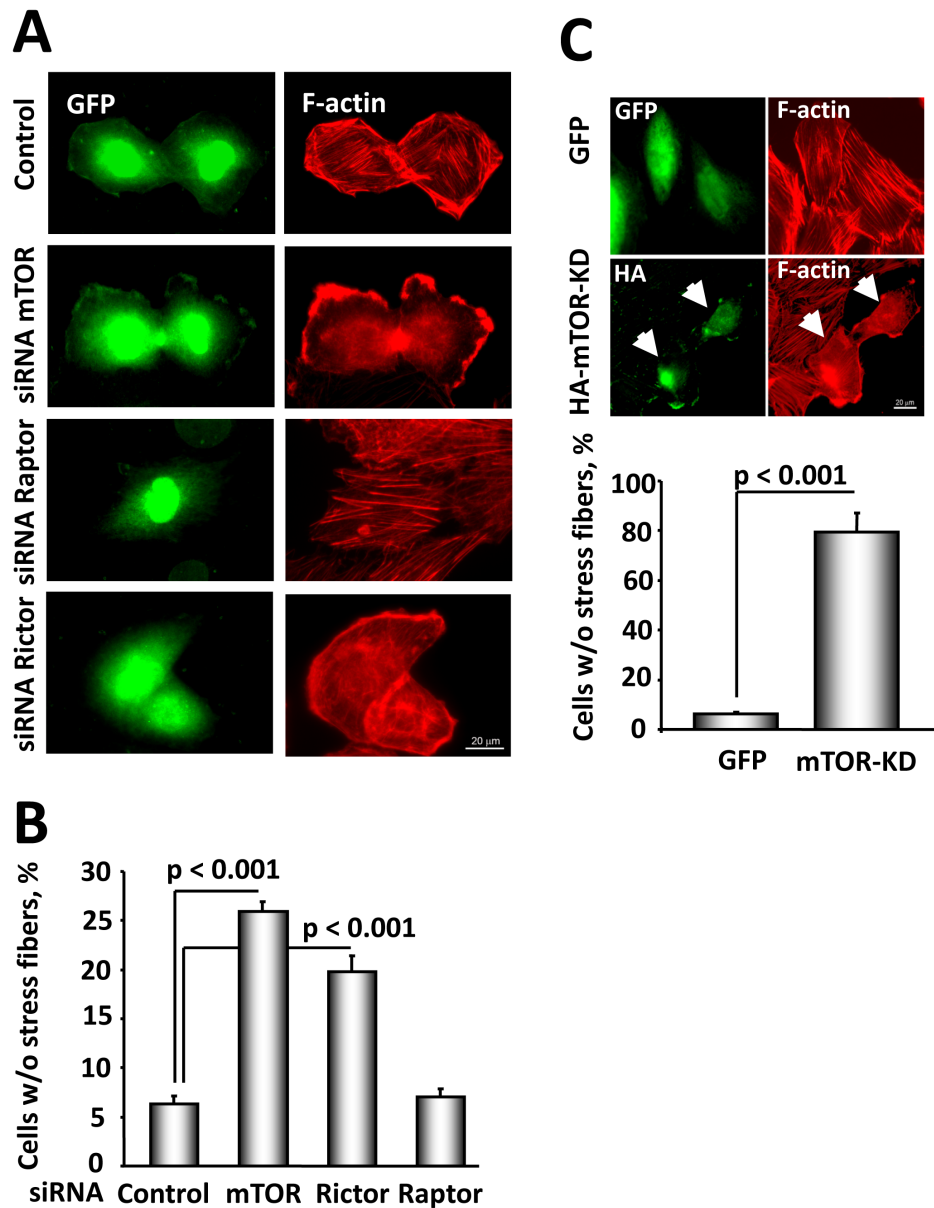 A
GFP
F-actin
Control
siRNA mTOR
siRNA Raptor
siRNA Rictor
20 µm
B
Cells w/o stress fibers, %
30
25
20
15
10
5
0
p < 0.001
p < 0.001
siRNA Control mTOR Rictor Raptor
C
GFP
GFP
F-actin
HA-mTOR-KD
HA
F-actin
20 µm
Cells w/o stress fibers, %
100
80
60
40
20
0
p < 0.001
GFP mTOR-KD